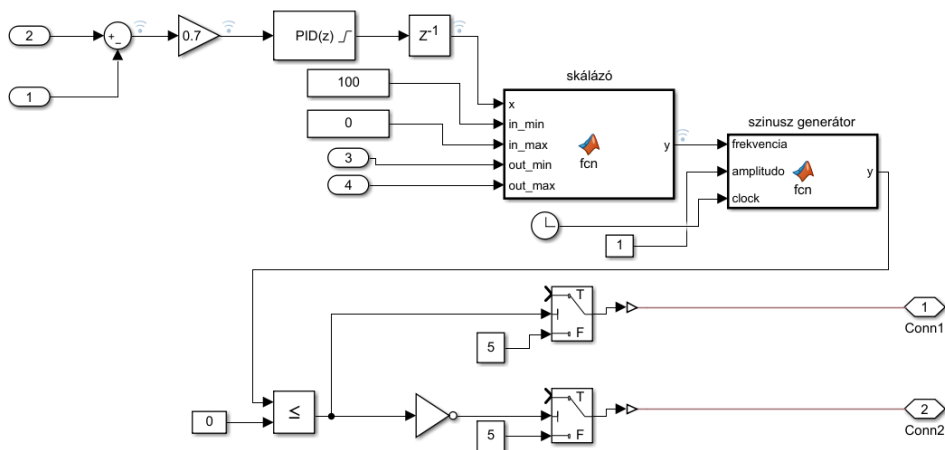 2
+
−
0.7
PID(z)
Z⁻¹
1
100
0
3
4
skálázó
x
in_min
in_max
out_min
out_max
fcn
y
szinusz generátor
frekvencia
amplitudo
clock
fcn
y
1
T
F
5
1
Conn1
0
≤
T
F
5
2
Conn2